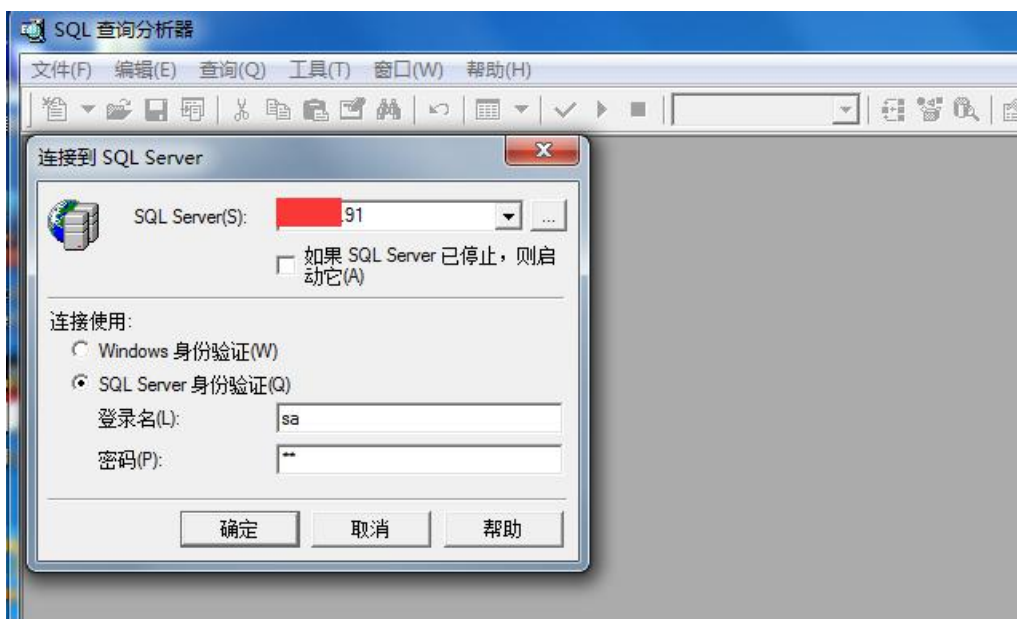 SQL 查询分析器
文件(F) 编辑(E) 查询(Q) 工具(T) 窗口(W) 帮助(H)
连接到 SQL Server
SQL Server(S): .91
...
如果 SQL Server 已停止，则启
动它(A)
连接使用:
Windows 身份验证(W)
SQL Server 身份验证(Q)
登录名(L): sa
密码(P): **
确定 取消 帮助